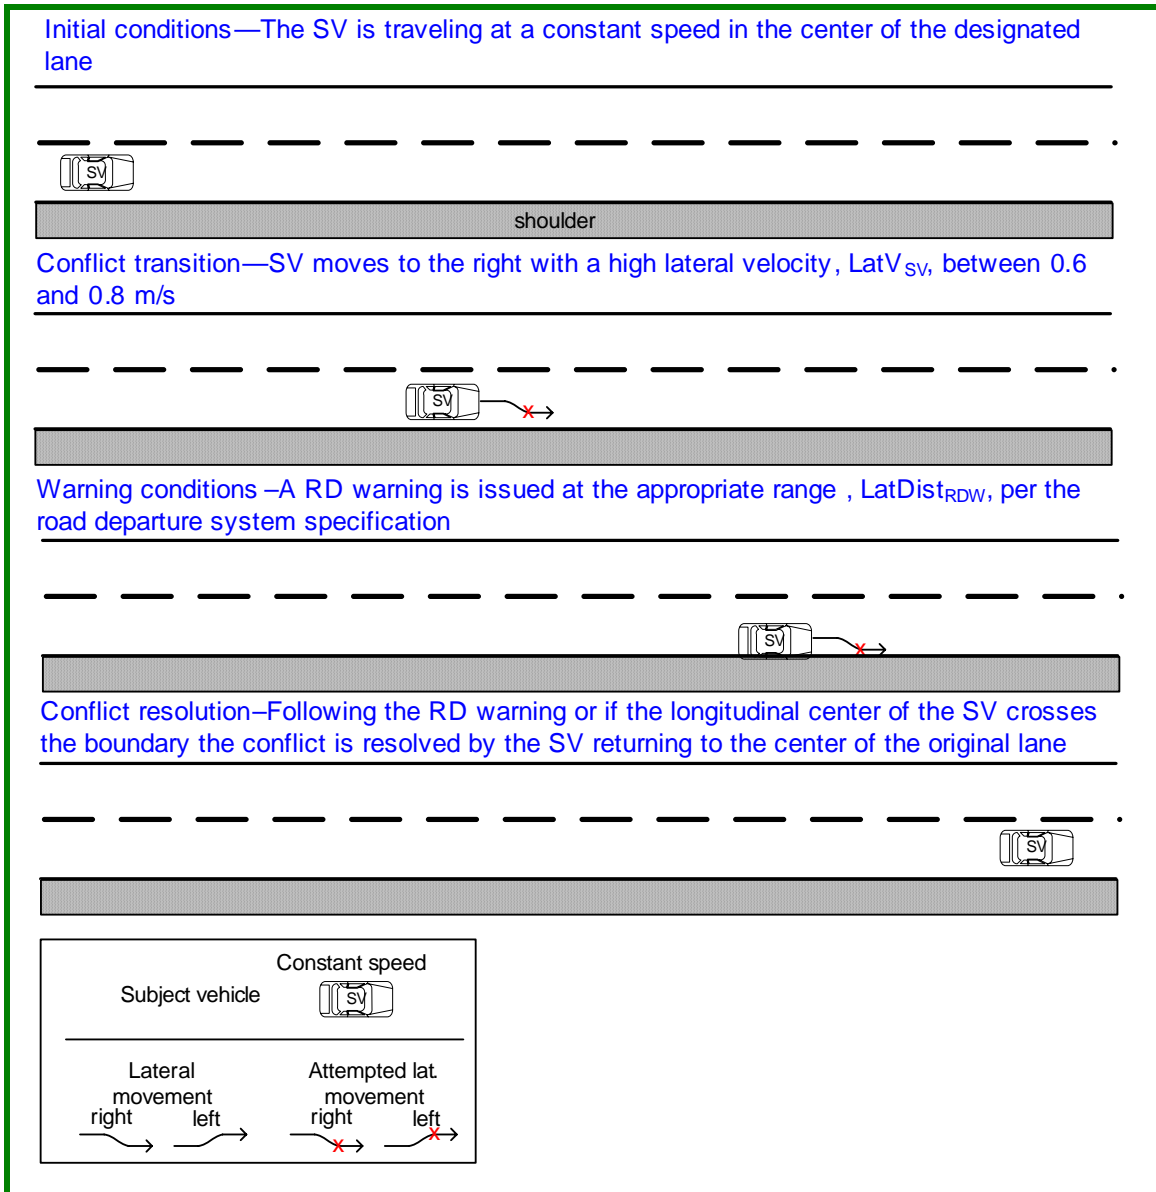 Initial conditions—The SV is traveling at a constant speed in the center of the designated
lane
SV
shoulder
Conflict transition—SV moves to the right with a high lateral velocity, LatVSV, between 0.6
and 0.8 m/s
SV
X
Warning conditions –A RD warning is issued at the appropriate range , LatDistRDW, per the
road departure system specification
SV
X
Conflict resolution–Following the RD warning or if the longitudinal center of the SV crosses
the boundary the conflict is resolved by the SV returning to the center of the original lane
SV
Constant speed
Subject vehicle
SV
Lateral
movement
right left
Attempted lat.
movement
right left
X X